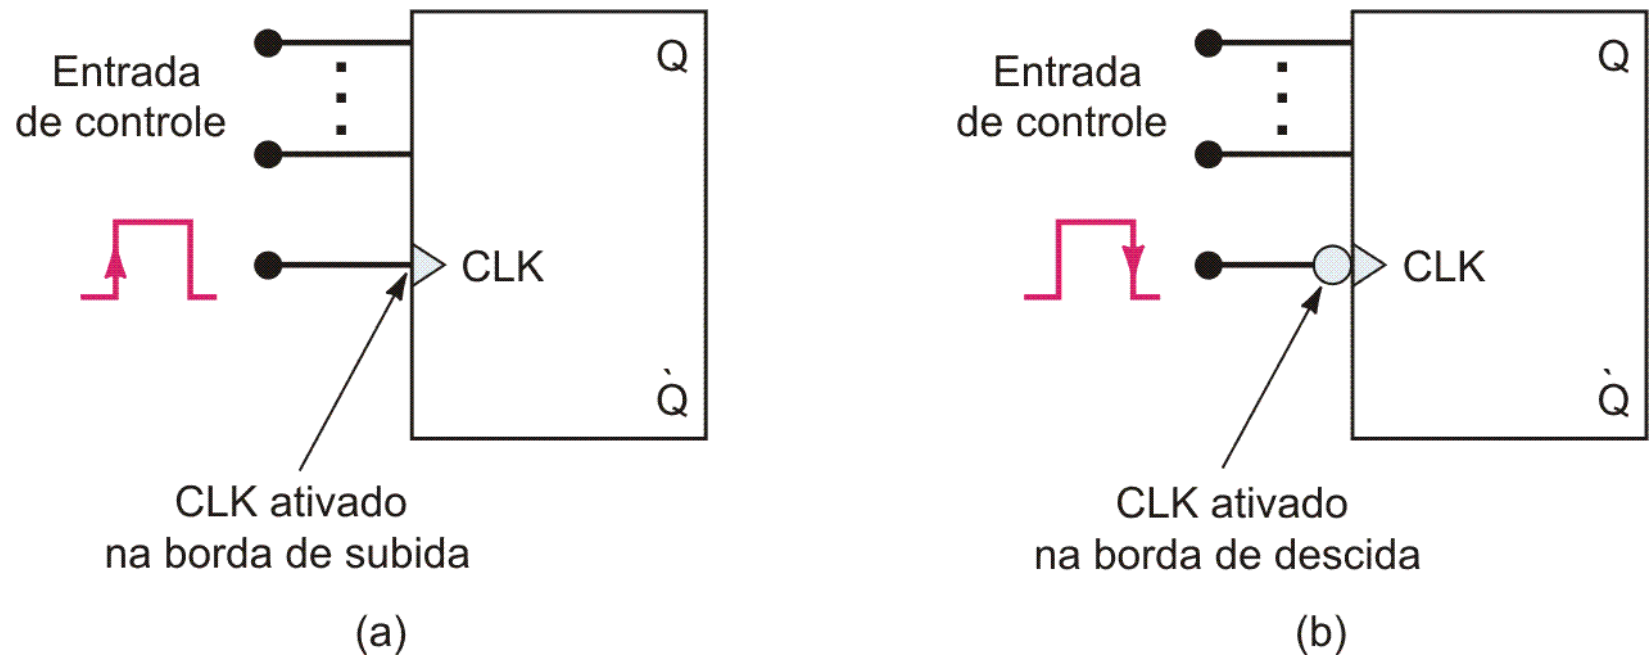 Entrada
de controle
Q
CLK
Q̀
CLK ativado
na borda de subida
(a)
Entrada
de controle
Q
CLK
Q̀
CLK ativado
na borda de descida
(b)